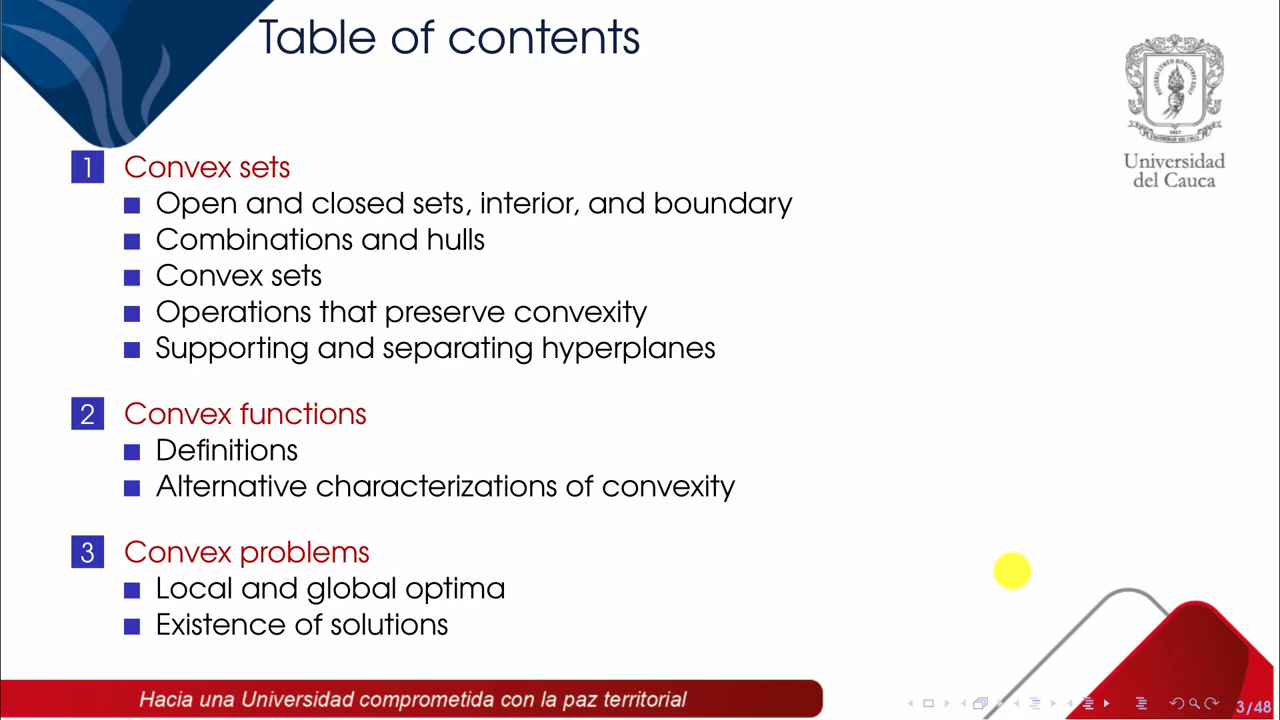 Table of contents
Universidad
del Cauca
1 Convex sets
Open and closed sets, interior, and boundary
Combinations and hulls
Convex sets
Operations that preserve convexity
Supporting and separating hyperplanes
2 Convex functions
Definitions
Alternative characterizations of convexity
3 Convex problems
Local and global optima
Existence of solutions
Hacia una Universidad comprometida con la paz territorial
3/48